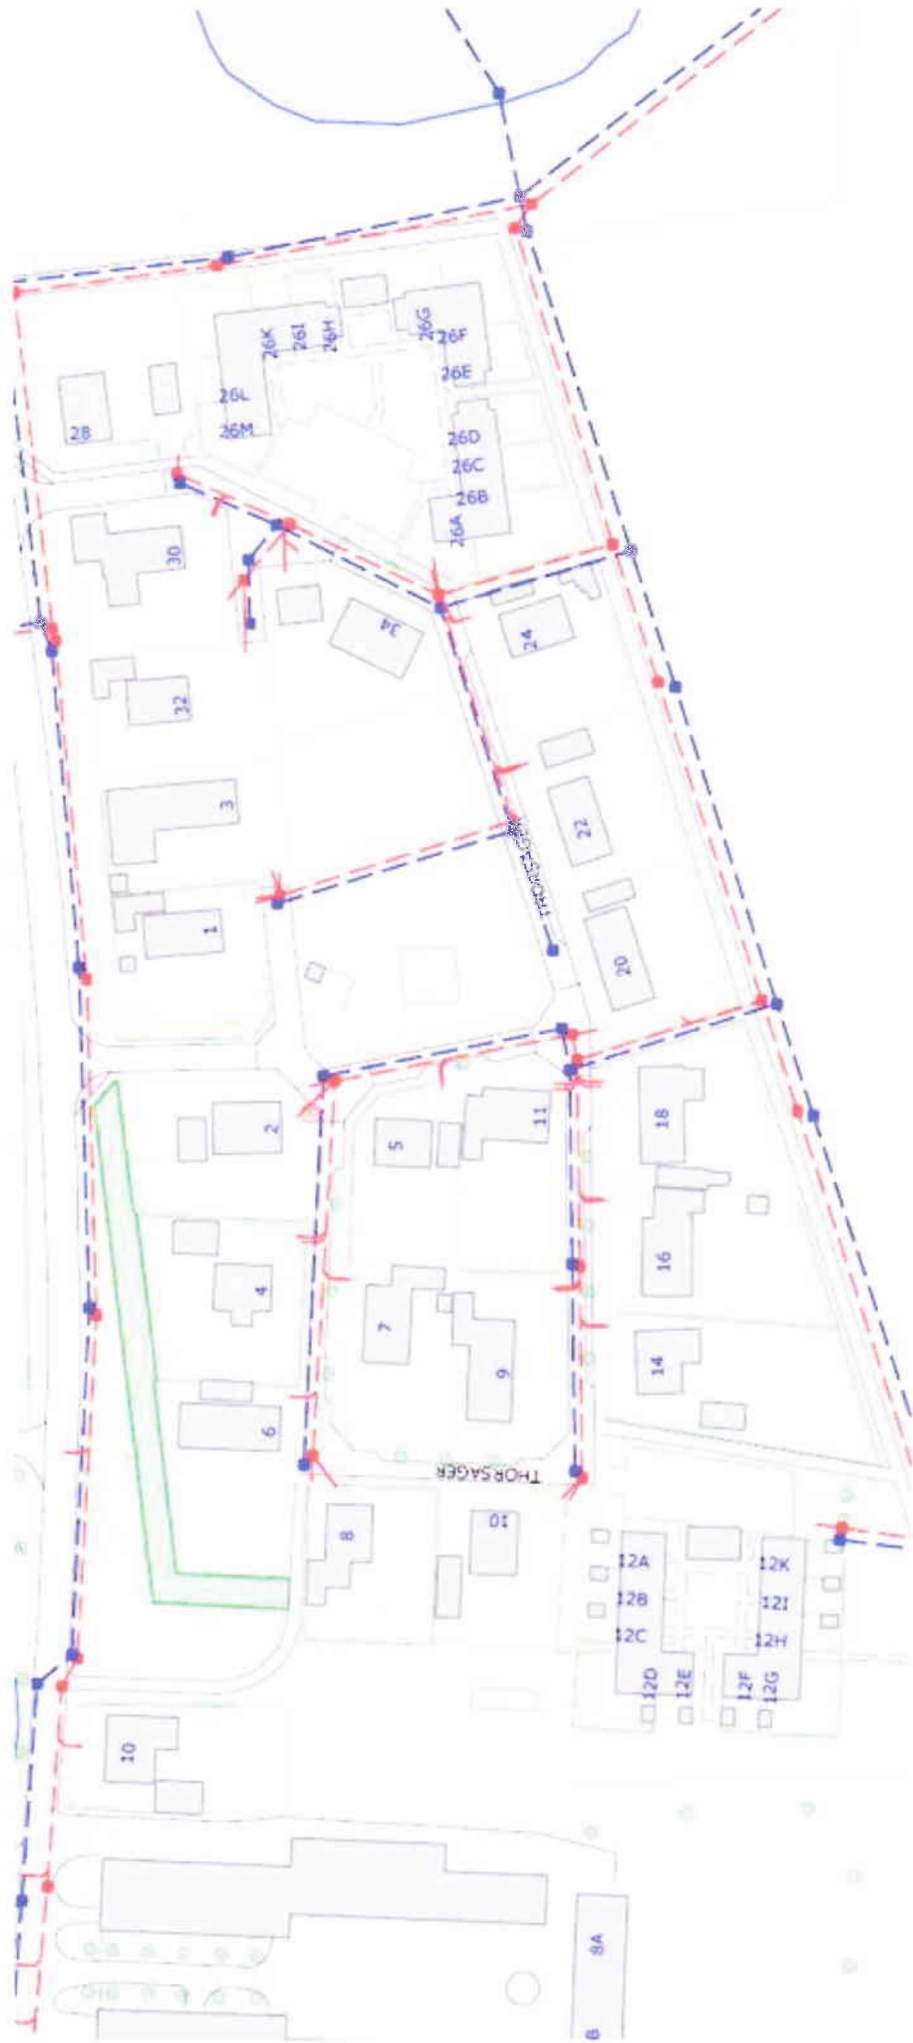 26K
26I
26H
26G
26F
26E
26L
26M
28
26D
26C
26B
26A
30
34
24
32
3
22
THORSAGER
1
20
2
5
11
18
4
7
16
9
14
6
THORSAGER
8
10
12A
12B
12C
12D
12E
12F
12G
12H
12I
12K
10
8A
B